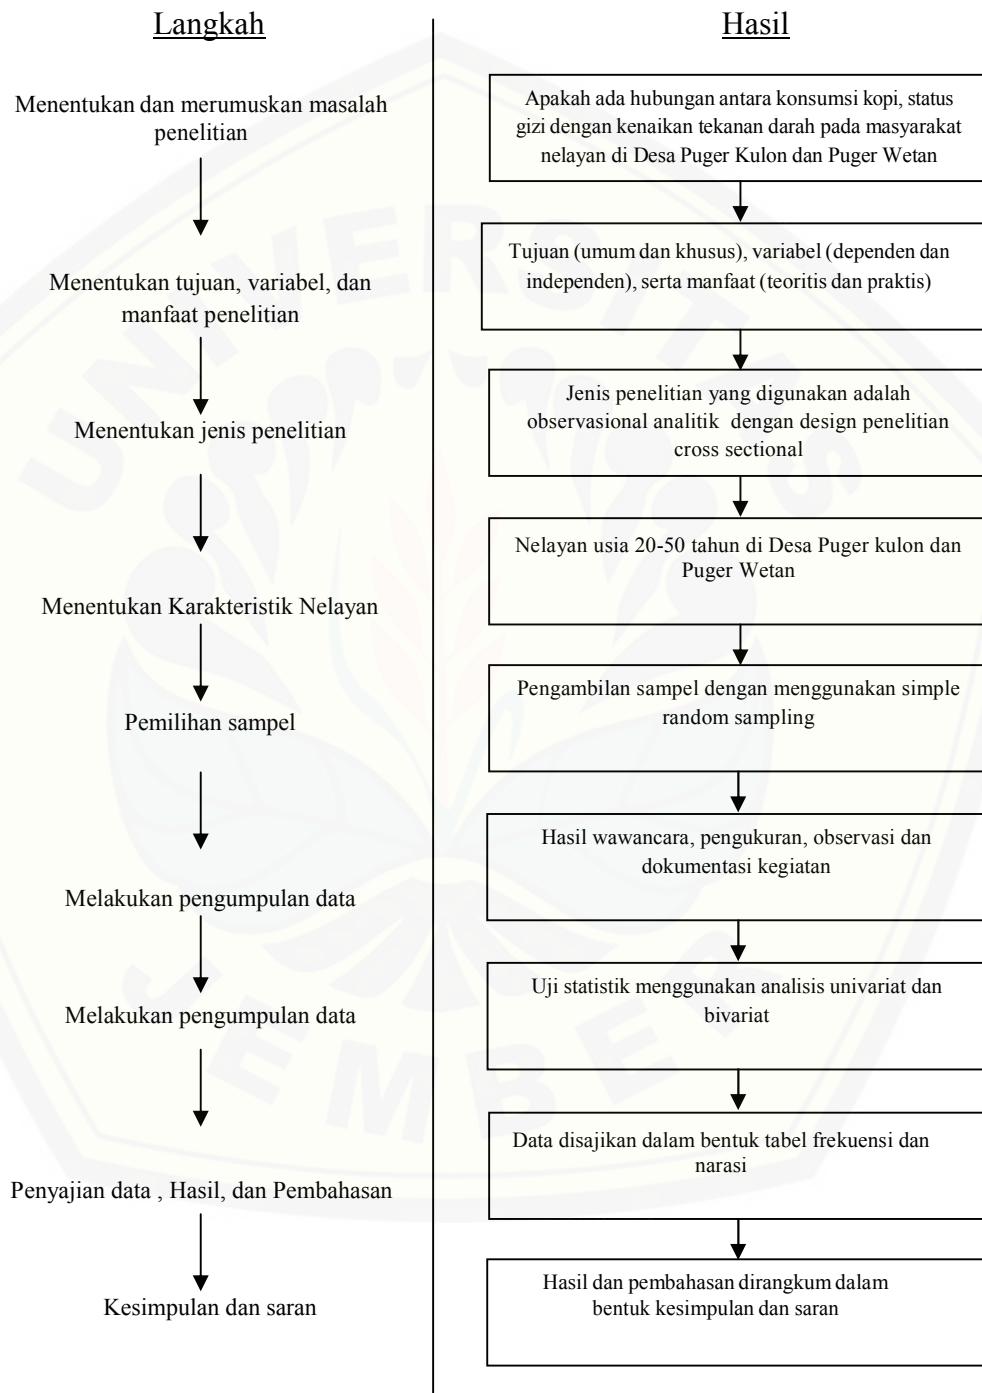 Langkah
Menentukan dan merumuskan masalah
penelitian
Menentukan tujuan, variabel, dan
manfaat penelitian
Menentukan jenis penelitian
Menentukan Karakteristik Nelayan
Pemilihan sampel
Melakukan pengumpulan data
Melakukan pengumpulan data
Penyajian data , Hasil, dan Pembahasan
Kesimpulan dan saran
Hasil
Apakah ada hubungan antara konsumsi kopi, status
gizi dengan kenaikan tekanan darah pada masyarakat
nelayan di Desa Puger Kulon dan Puger Wetan
Tujuan (umum dan khusus), variabel (dependen dan
independen), serta manfaat (teoritis dan praktis)
Jenis penelitian yang digunakan adalah
observasional analitik dengan design penelitian
cross sectional
Nelayan usia 20-50 tahun di Desa Puger kulon dan
Puger Wetan
Pengambilan sampel dengan menggunakan simple
random sampling
Hasil wawancara, pengukuran, observasi dan
dokumentasi kegiatan
Uji statistik menggunakan analisis univariat dan
bivariat
Data disajikan dalam bentuk tabel frekuensi dan
narasi
Hasil dan pembahasan dirangkum dalam
bentuk kesimpulan dan saran
UNIVERSITAS
JEMBER